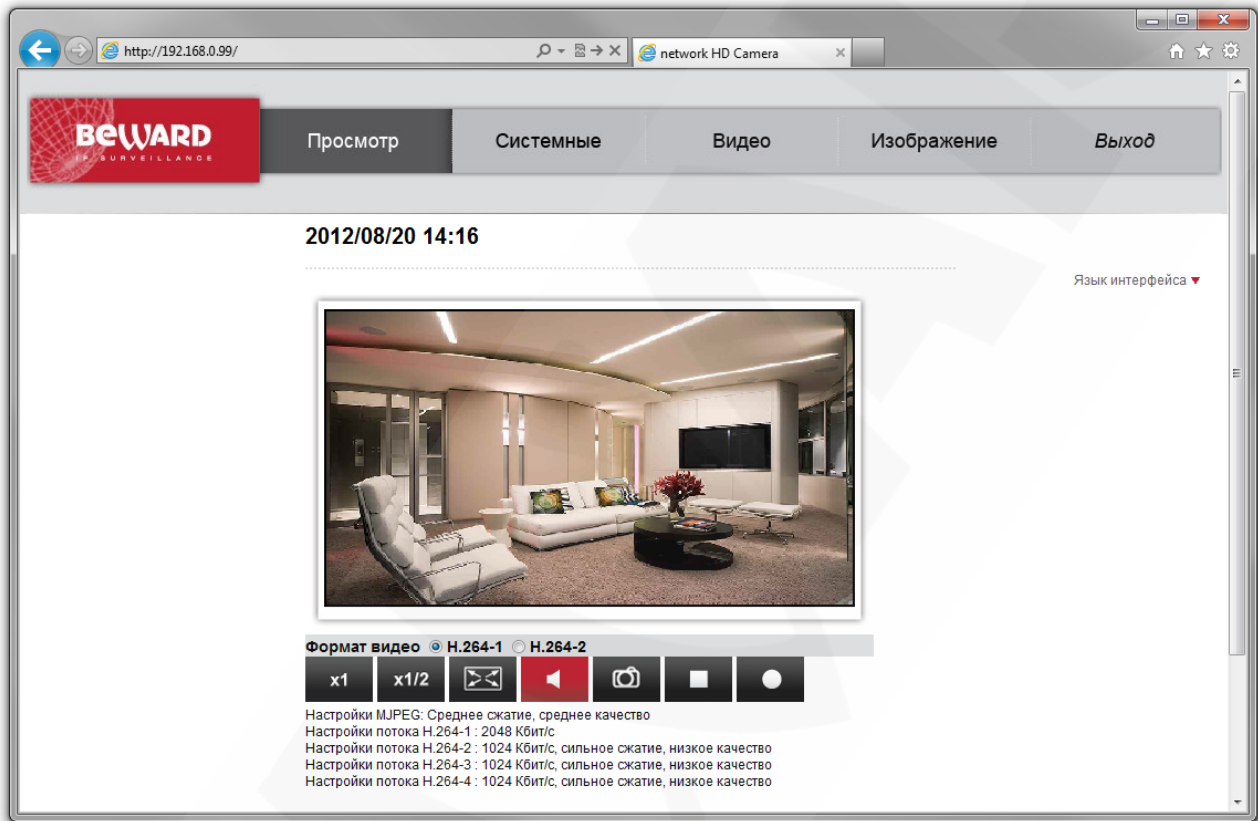 http://192.168.0.99/
network HD Camera
BEWARD
IP SURVEILLANCE
Просмотр
Системные
Видео
Изображение
Выход
2012/08/20 14:16
Язык интерфейса
Формат видео H.264-1 H.264-2
x1 x1/2
Настройки MJPEG: Среднее сжатие, среднее качество
Настройки потока H.264-1 : 2048 Кбит/с
Настройки потока H.264-2 : 1024 Кбит/с, сильное сжатие, низкое качество
Настройки потока H.264-3 : 1024 Кбит/с, сильное сжатие, низкое качество
Настройки потока H.264-4 : 1024 Кбит/с, сильное сжатие, низкое качество